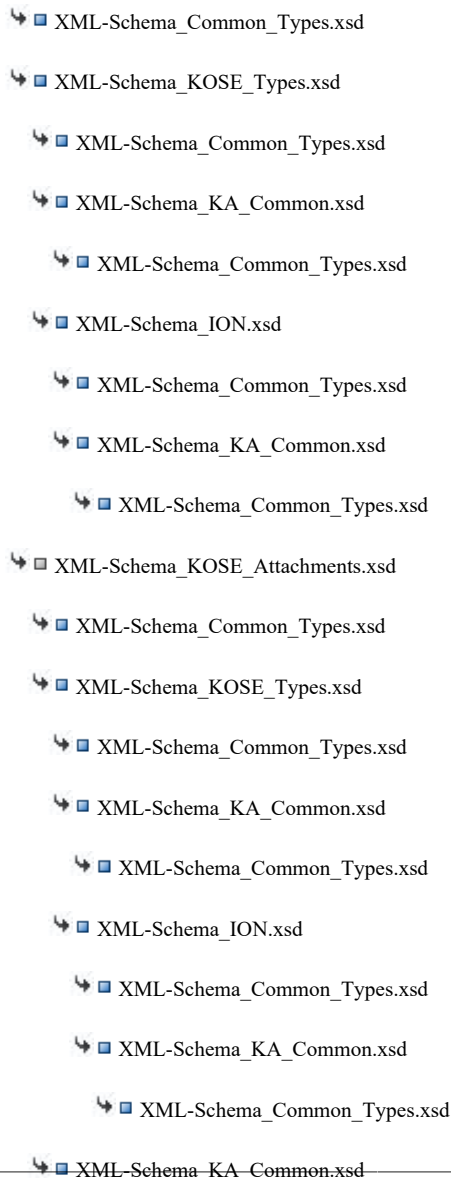 XML-Schema_Common_Types.xsd
XML-Schema_KOSE_Types.xsd
XML-Schema_Common_Types.xsd
XML-Schema_KA_Common.xsd
XML-Schema_Common_Types.xsd
XML-Schema_ION.xsd
XML-Schema_Common_Types.xsd
XML-Schema_KA_Common.xsd
XML-Schema_Common_Types.xsd
XML-Schema_KOSE_Attachments.xsd
XML-Schema_Common_Types.xsd
XML-Schema_KOSE_Types.xsd
XML-Schema_Common_Types.xsd
XML-Schema_KA_Common.xsd
XML-Schema_Common_Types.xsd
XML-Schema_ION.xsd
XML-Schema_Common_Types.xsd
XML-Schema_KA_Common.xsd
XML-Schema_Common_Types.xsd
XML-Schema_KA_Common.xsd